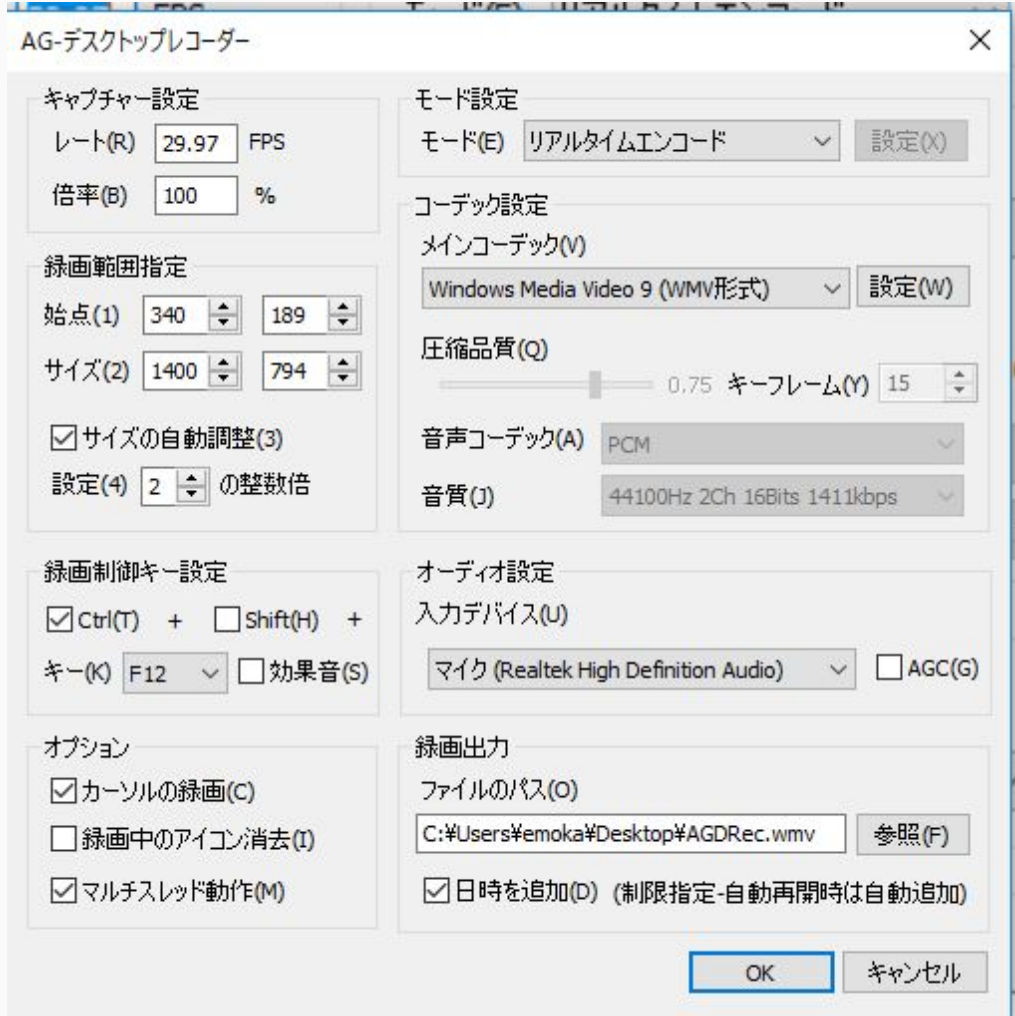 AG-デスクトップレコーダー
キャプチャー設定
レート(R) 29.97 FPS
倍率(B) 100 %
録画範囲指定
始点(1) 340 189
サイズ(2) 1400 794
サイズの自動調整(3)
設定(4) 2 の整数倍
録画制御キー設定
Ctrl(T) + Shift(H) +
キー(K) F12 効果音(S)
オプション
カーソルの録画(C)
録画中のアイコン消去(I)
マルチスレッド動作(M)
モード設定
モード(E) リアルタイムエンコード 設定(X)
コーデック設定
メインコーデック(V)
Windows Media Video 9 (WMV形式) 設定(W)
圧縮品質(Q)
0.75 キーフレーム(Y) 15
音声コーデック(A) PCM
音質(J) 44100Hz 2Ch 16Bits 1411kbps
オーディオ設定
入力デバイス(U)
マイク (Realtek High Definition Audio) AGC(G)
録画出力
ファイルのパス(O)
C:¥Users¥emoka¥Desktop¥AGDRec.wmv 参照(F)
日時を追加(D) (制限指定-自動再開時は自動追加)
OK キャンセル